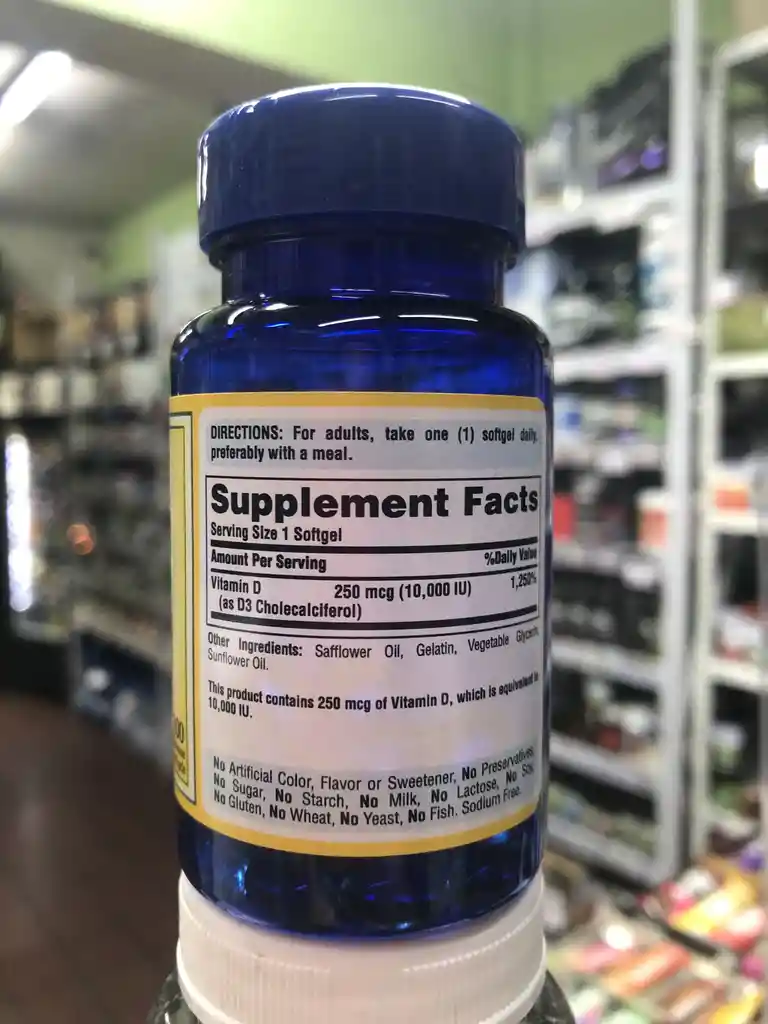 DIRECTIONS: For adults, take one (1) softgel daily,
preferably with a meal.
Supplement Facts
Serving Size 1 Softgel
Amount Per Serving %Daily Value
Vitamin D 250 mcg (10,000 IU) 1,250%
(as D3 Cholecalciferol)
Other Ingredients: Safflower Oil, Gelatin, Vegetable Glycerin,
Sunflower Oil.
This product contains 250 mcg of Vitamin D, which is equivalent to
10,000 IU.
No Artificial Color, Flavor or Sweetener, No Preservatives,
No Sugar, No Starch, No Milk, No Lactose, No Soy,
No Gluten, No Wheat, No Yeast, No Fish. Sodium Free.